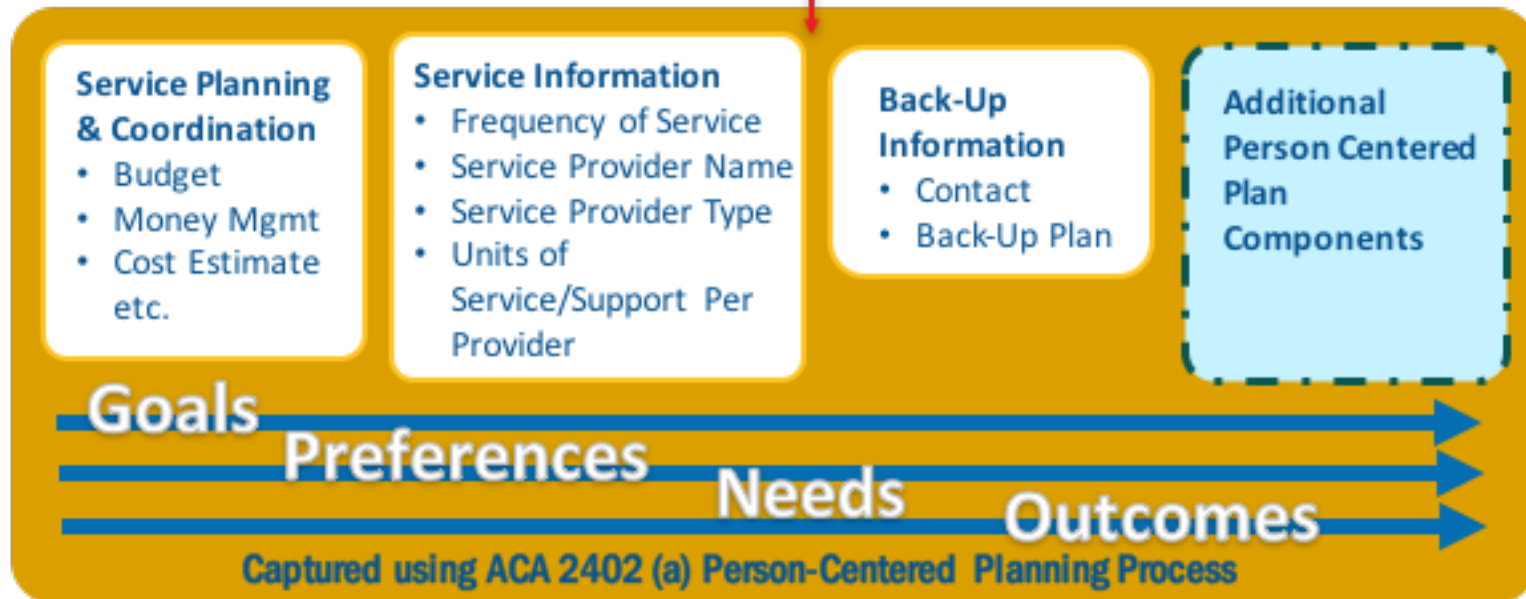 Service Planning
& Coordination
• Budget
• Money Mgmt
• Cost Estimate
etc.
Service Information
• Frequency of Service
• Service Provider Name
• Service Provider Type
• Units of
Service/Support Per
Provider
Back-Up
Information
• Contact
• Back-Up Plan
Additional
Person Centered
Plan
Components
Goals
Preferences
Needs
Outcomes
Captured using ACA 2402 (a) Person-Centered Planning Process